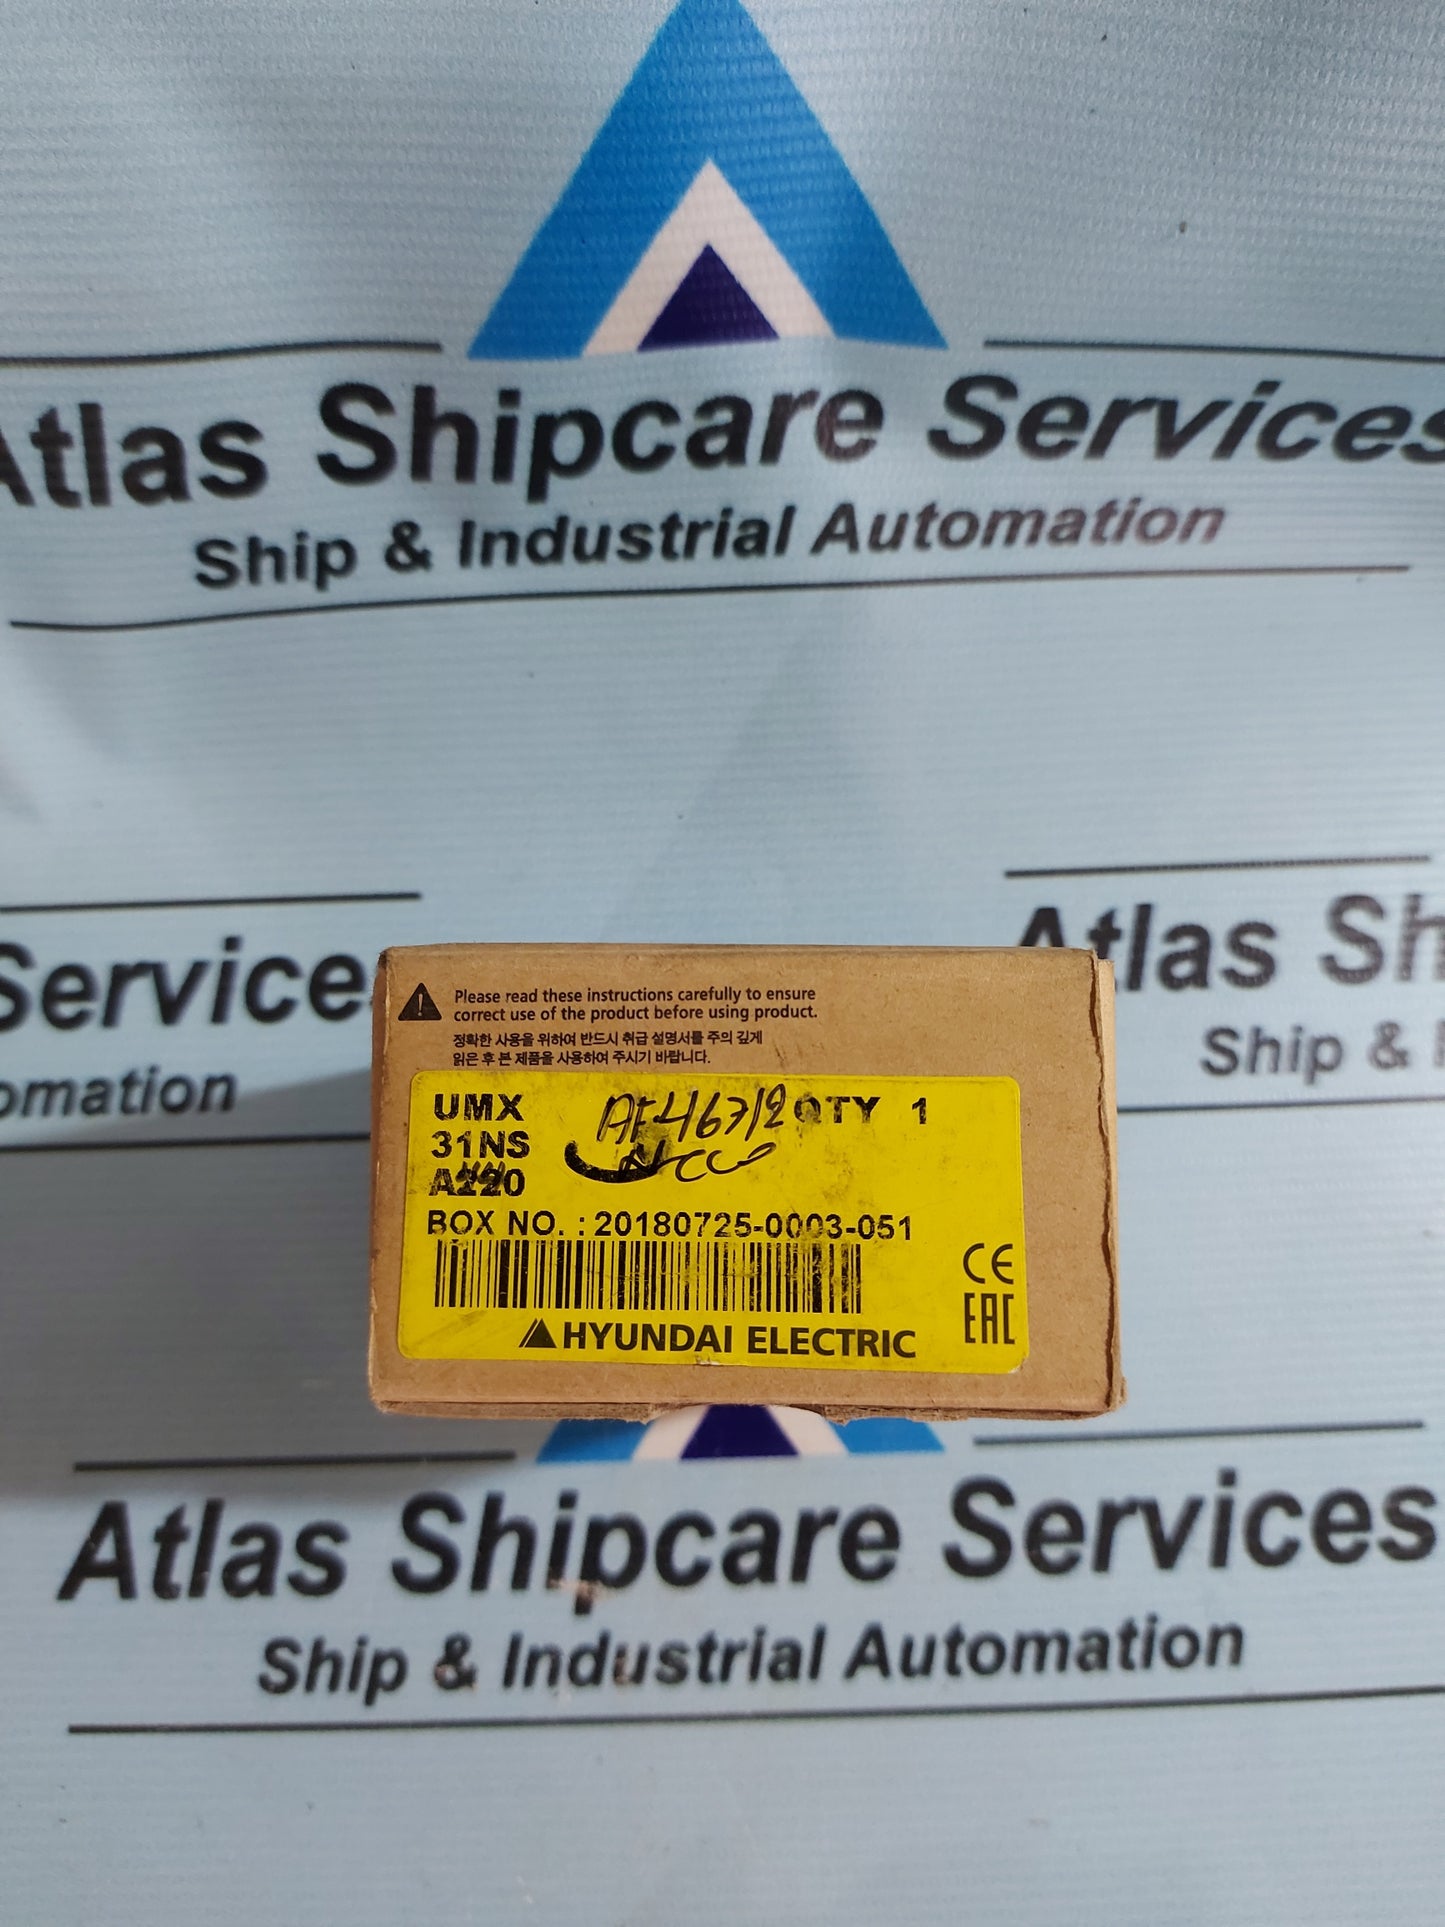 Atlas Shipcare Services
Ship & Industrial Automation
Service
Atlas Sh
omation
Ship &
Please read these instructions carefully to ensure
correct use of the product before using product.
정확한 사용을 위하여 반드시 취급 설명서를 주의 깊게
읽은 후 본 제품을 사용하여 주시기 바랍니다.
UMX QTY 1
31NS
BOX NO. : 20180725-0003-051
HYUNDAI ELECTRIC
CE
EAC
Atlas Shipcare Services
Ship & Industrial Automation